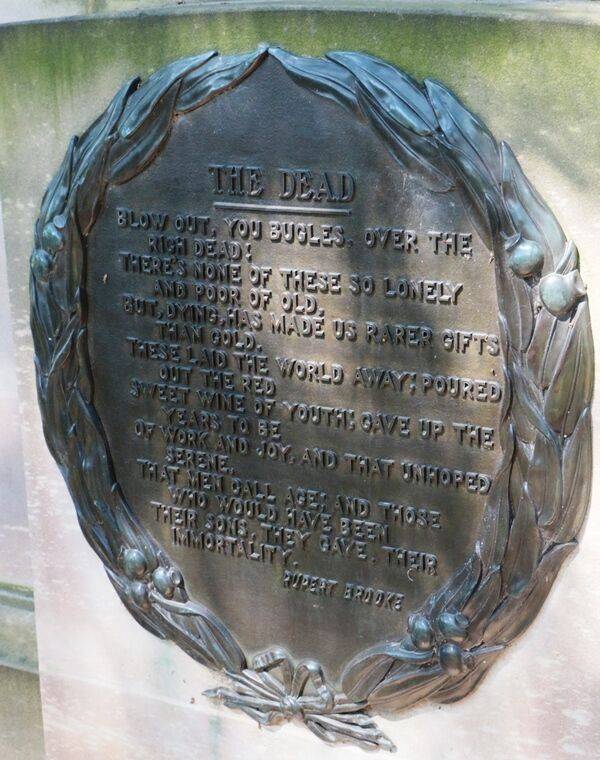 THE DEAD
BLOW OUT, YOU BUGLES, OVER THE
RICH DEAD!
THERE'S NONE OF THESE SO LONELY
AND POOR OF OLD,
BUT, DYING, HAS MADE US RARER GIFTS
THAN GOLD.
THESE LAID THE WORLD AWAY; POURED
OUT THE RED
SWEET WINE OF YOUTH; GAVE UP THE
YEARS TO BE
OF WORK AND JOY, AND THAT UNHOPED
SERENE,
THAT MEN CALL AGE; AND THOSE
WHO WOULD HAVE BEEN
THEIR SONS, THEY GAVE, THEIR
IMMORTALITY.
RUPERT BROOKE